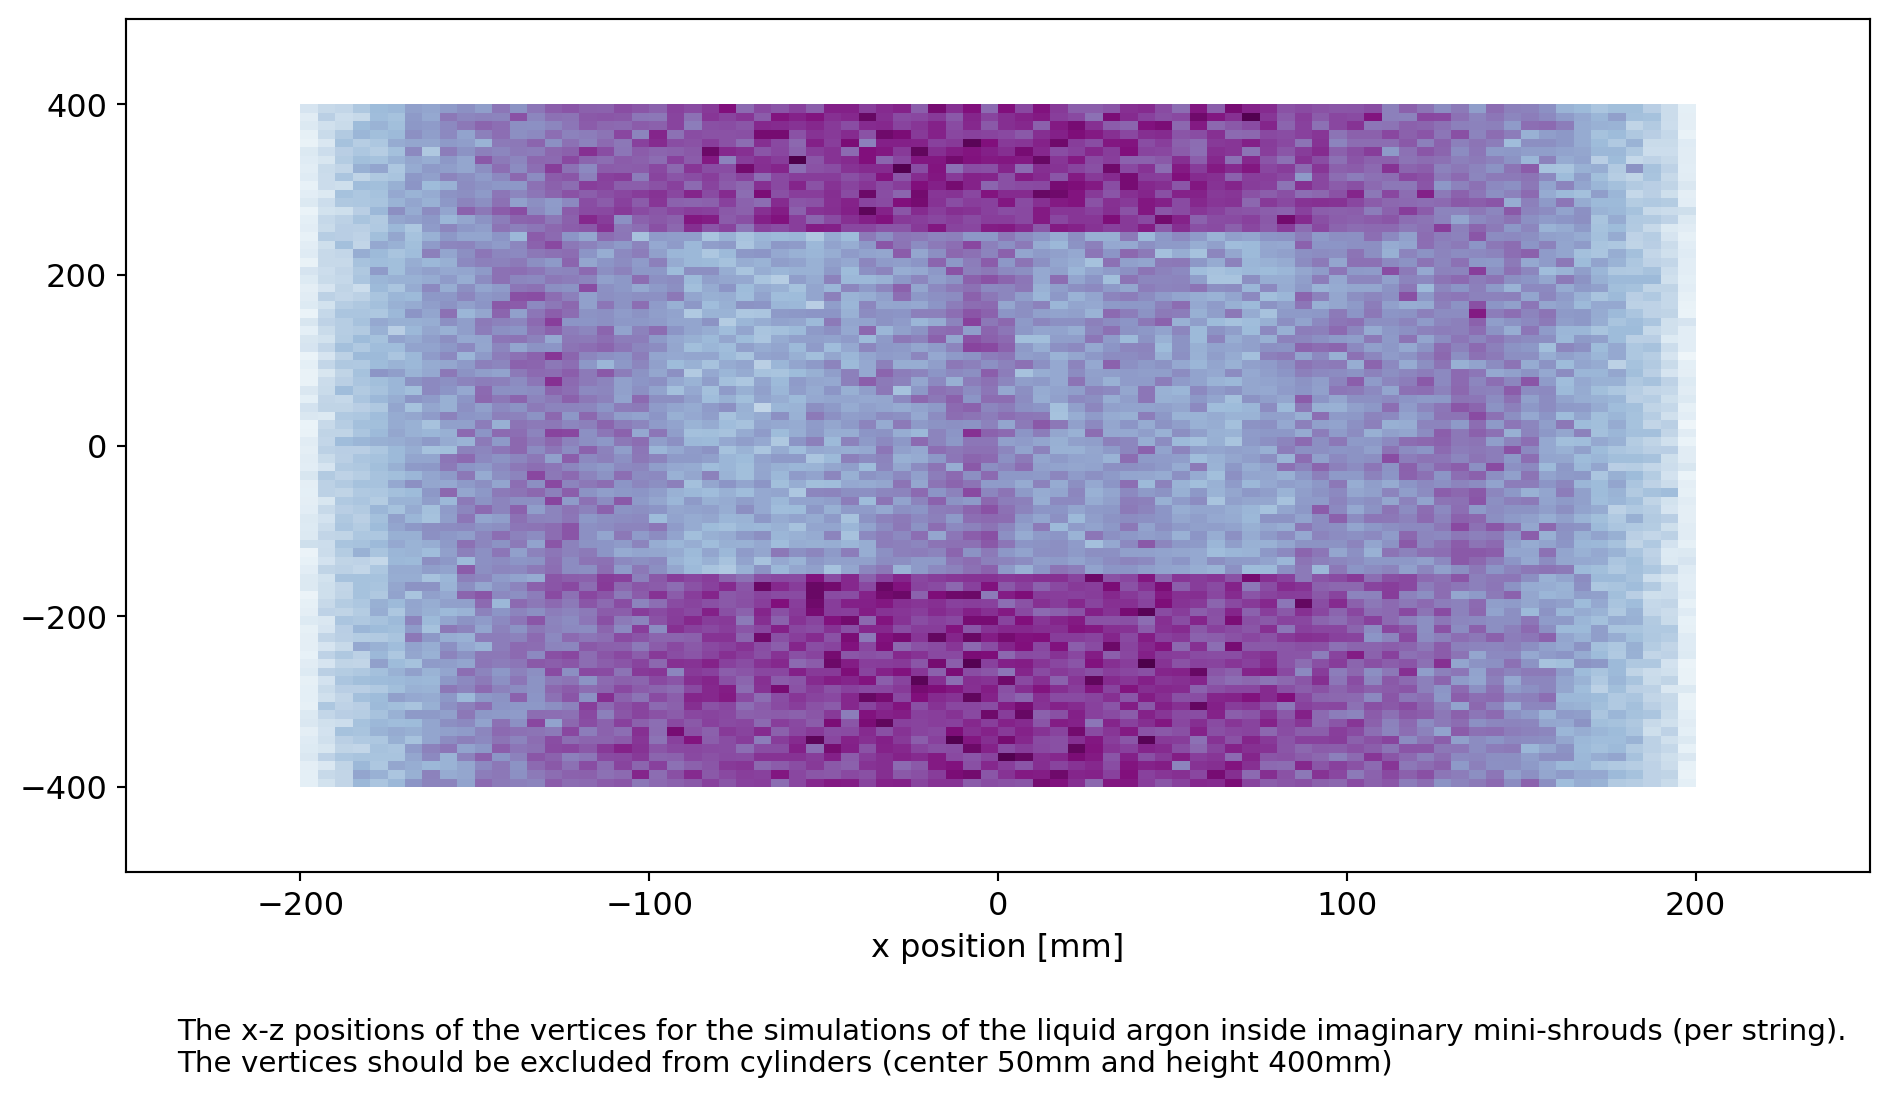 400
200
0
−200
−400
−200 −100 0 100 200
x position [mm]
The x-z positions of the vertices for the simulations of the liquid argon inside imaginary mini-shrouds (per string).
The vertices should be excluded from cylinders (center 50mm and height 400mm)